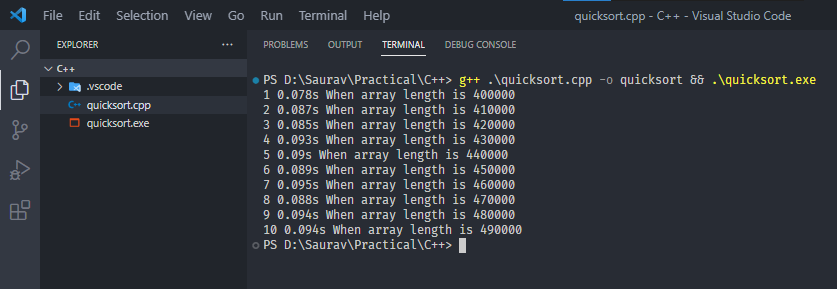 File Edit Selection View Go Run Terminal Help quicksort.cpp - C++ - Visual Studio Code
EXPLORER ... PROBLEMS OUTPUT TERMINAL DEBUG CONSOLE
C++
.vscode
C++ quicksort.cpp
quicksort.exe
PS D:\Saurav\Practical\C++> g++ .\quicksort.cpp -o quicksort && .\quicksort.exe
1 0.078s When array length is 400000
2 0.087s When array length is 410000
3 0.085s When array length is 420000
4 0.093s When array length is 430000
5 0.09s When array length is 440000
6 0.089s When array length is 450000
7 0.095s When array length is 460000
8 0.088s When array length is 470000
9 0.094s When array length is 480000
10 0.094s When array length is 490000
PS D:\Saurav\Practical\C++>